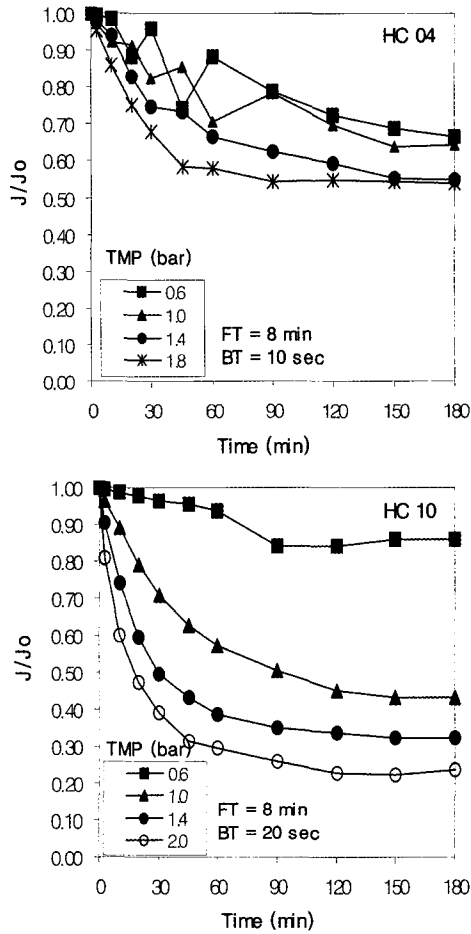 HC 04
1.00
0.90
0.80
0.70
0.60
0.50
0.40
0.30
0.20
0.10
0.00
J/Jo
TMP (bar)
0.6
1.0
1.4
1.8
FT = 8 min
BT = 10 sec
0 30 60 90 120 150 180
Time (min)
HC 10
1.00
0.90
0.80
0.70
0.60
0.50
0.40
0.30
0.20
0.10
0.00
J/Jo
TMP (bar)
0.6
1.0
1.4
2.0
FT = 8 min
BT = 20 sec
0 30 60 90 120 150 180
Time (min)